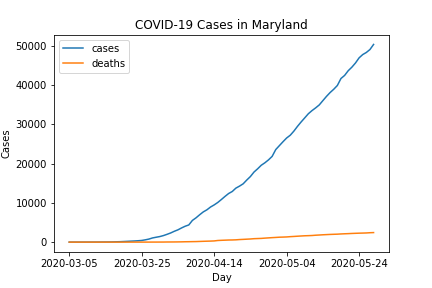 COVID-19 Cases in Maryland
cases
deaths
50000
40000
30000
20000
10000
0
Cases
2020-03-05 2020-03-25 2020-04-14 2020-05-04 2020-05-24
Day